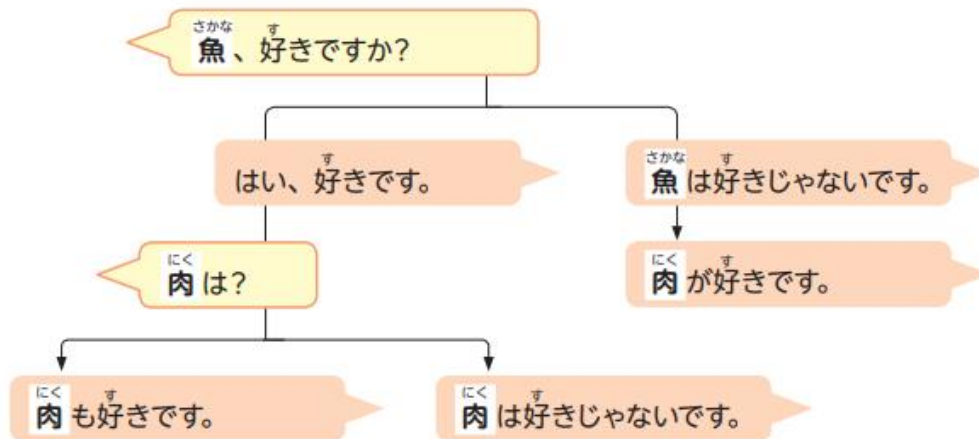 魚、好きですか?
はい、好きです。
魚は好きじゃないです。
肉は?
肉が好きです。
肉も好きです。
肉は好きじゃないです。